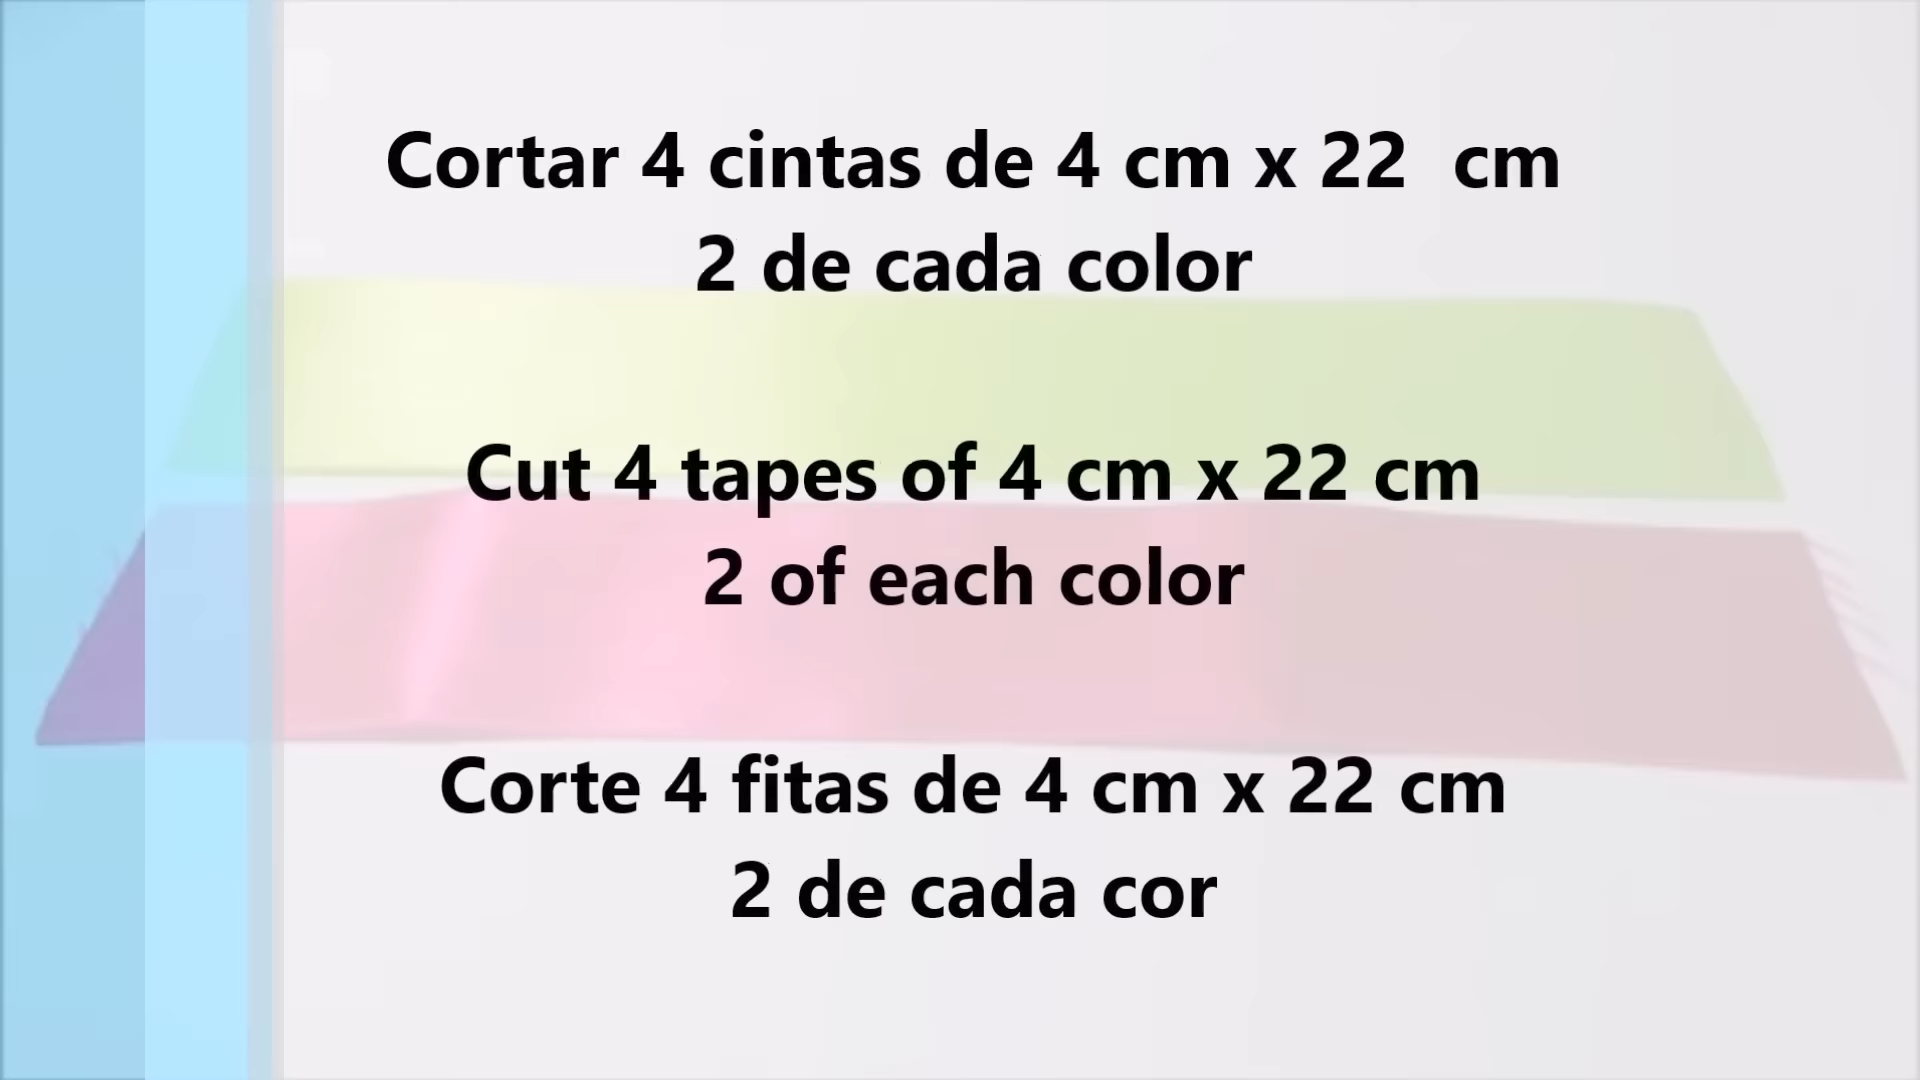 Cortar 4 cintas de 4 cm x 22 cm
2 de cada color
Cut 4 tapes of 4 cm x 22 cm
2 of each color
Corte 4 fitas de 4 cm x 22 cm
2 de cada cor